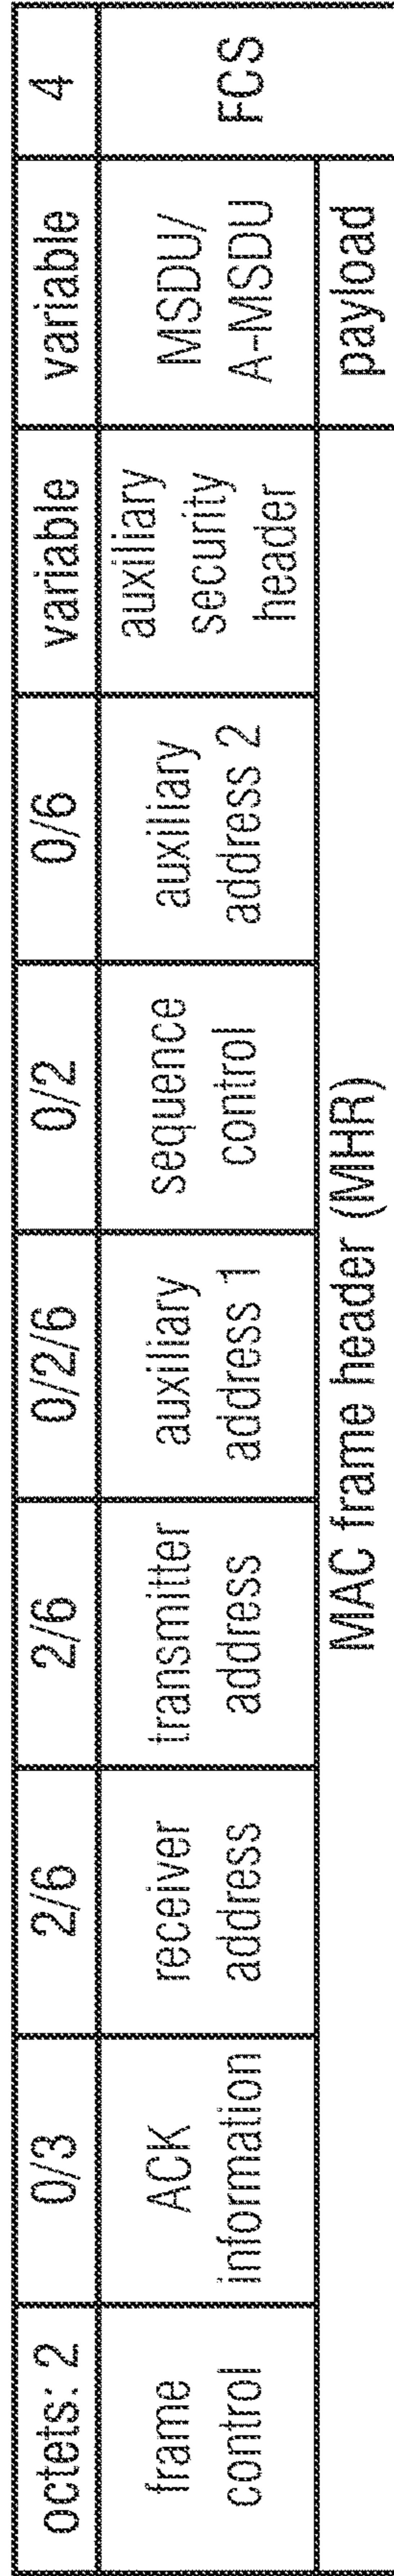 octets: 2 0/3 2/6 2/6 0/2/6 0/2 0/6 variable variable 4
frame control
ACK information
receiver address
transmitter address
auxiliary address 1
sequence control
auxiliary address 2
auxiliary security header
MSDU/ A-MSDU
FCS
MAC frame header (MHR) payload